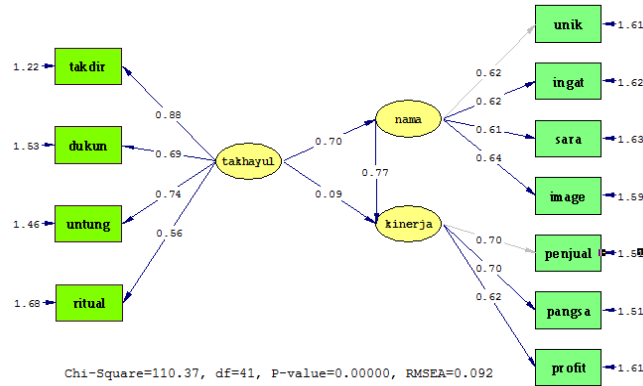 unik
1.61
1.22
takdir
0.62
ingat
1.62
0.88
0.62
nama
0.61
sara
1.63
1.53
dukun
0.69
takhayul
0.70
0.64
0.74
0.77
image
1.59
0.09
1.46
untung
0.56
kinerja
0.70
penjual
0.70
1.68
ritual
0.62
pangsa
1.51
profit
1.61
Chi-Square=110.37, df=41, P-value=0.00000, RMSEA=0.092